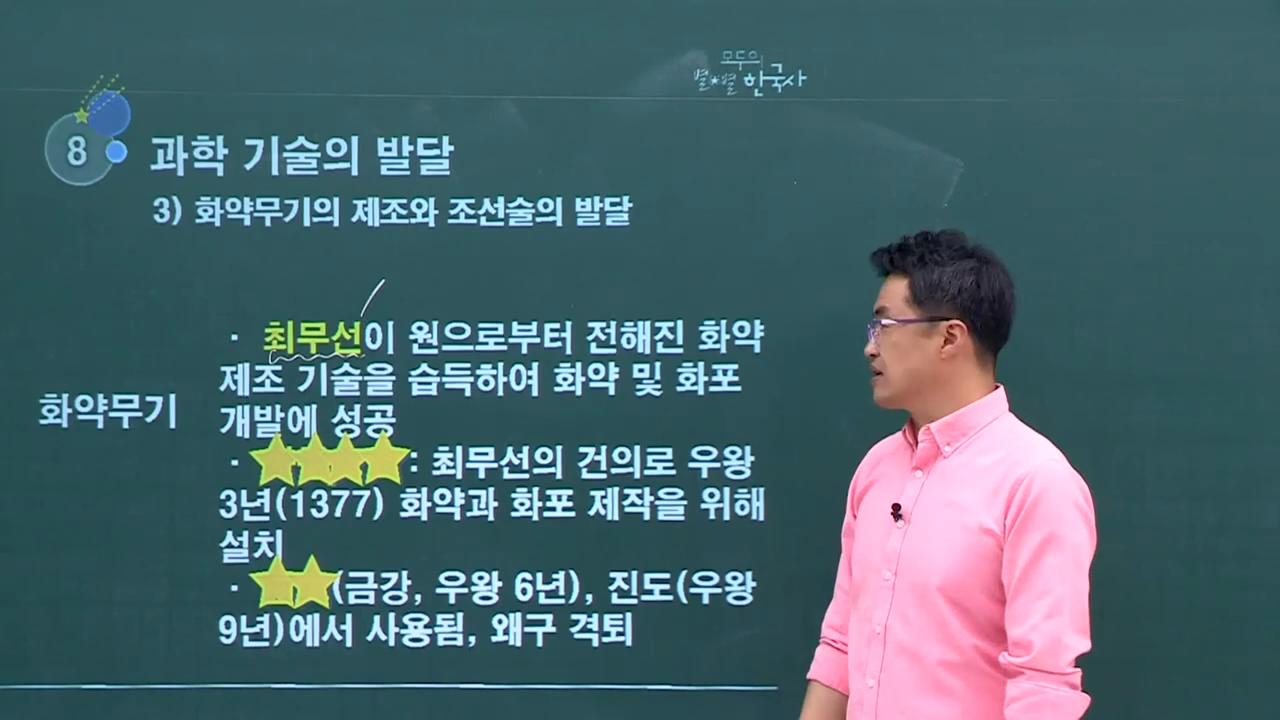 모두의
별★별 한국사
8 과학 기술의 발달
3) 화약무기의 제조와 조선술의 발달
화약무기
· 최무선이 원으로부터 전해진 화약
제조 기술을 습득하여 화약 및 화포
개발에 성공
· ★★★★: 최무선의 건의로 우왕
3년(1377) 화약과 화포 제작을 위해
설치
· ★★(금강, 우왕 6년), 진도(우왕
9년)에서 사용됨, 왜구 격퇴